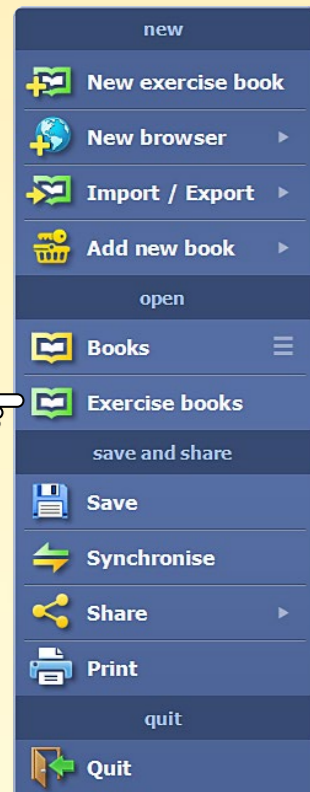 new
New exercise book
New browser
Import / Export
Add new book
open
Books
Exercise books
save and share
Save
Synchronise
Share
Print
quit
Quit